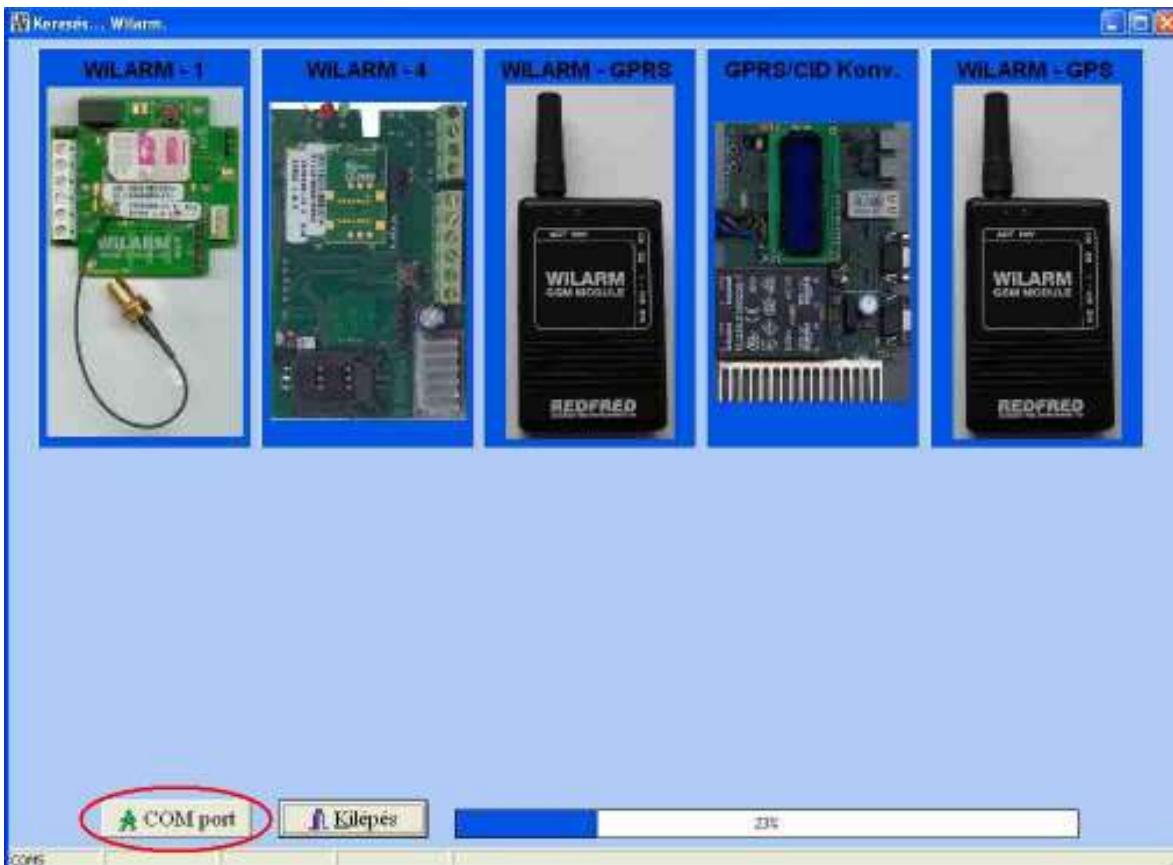 Keresés... Wilarm.
WILARM - 1
WILARM - 4
WILARM - GPRS
GPRS/CID Konv.
WILARM - GPS
WILARM
WILARM
GSM MODULE
REDFRED
WILARM
GSM MODULE
REDFRED
COM port
Kilépés
23%
COM5